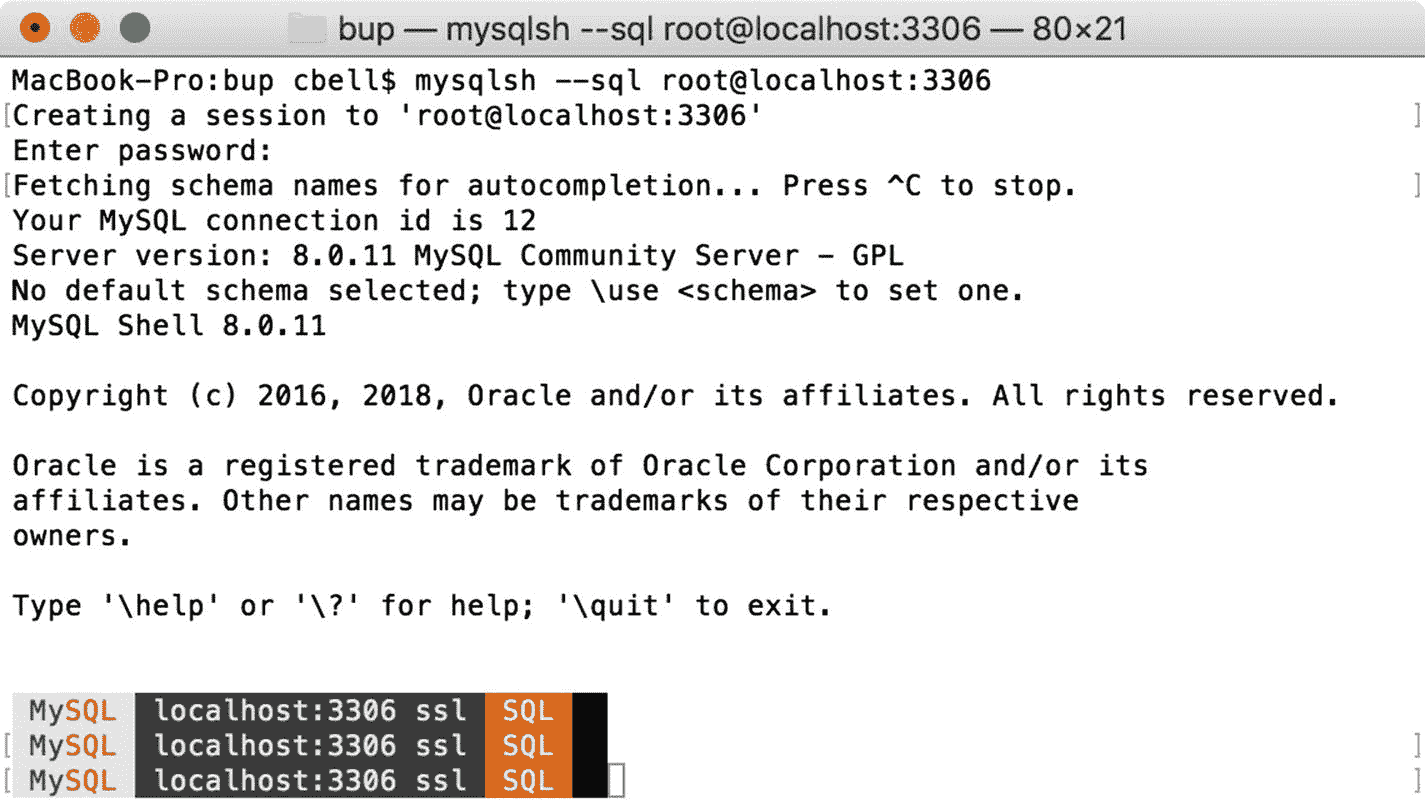 bup — mysqlsh --sql root@localhost:3306 — 80×21
MacBook-Pro:bup cbell$ mysqlsh --sql root@localhost:3306
[Creating a session to 'root@localhost:3306' ]
Enter password:
[Fetching schema names for autocompletion... Press ^C to stop. ]
Your MySQL connection id is 12
Server version: 8.0.11 MySQL Community Server - GPL
No default schema selected; type \use <schema> to set one.
MySQL Shell 8.0.11
Copyright (c) 2016, 2018, Oracle and/or its affiliates. All rights reserved.
Oracle is a registered trademark of Oracle Corporation and/or its
affiliates. Other names may be trademarks of their respective
owners.
Type '\help' or '\?' for help; '\quit' to exit.
MySQL localhost:3306 ssl SQL
[ MySQL localhost:3306 ssl SQL ]
[ MySQL localhost:3306 ssl SQL ]